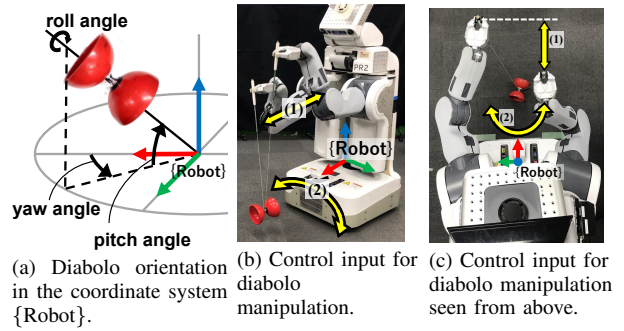 roll angle
{Robot}
yaw angle
pitch angle
(a) Diabolo orientation
in the coordinate system
{Robot}.
PR2
(1)
{Robot}
(2)
(b) Control input for
diabolo
manipulation.
(1)
(2)
{Robot}
(c) Control input for
diabolo manipulation
seen from above.